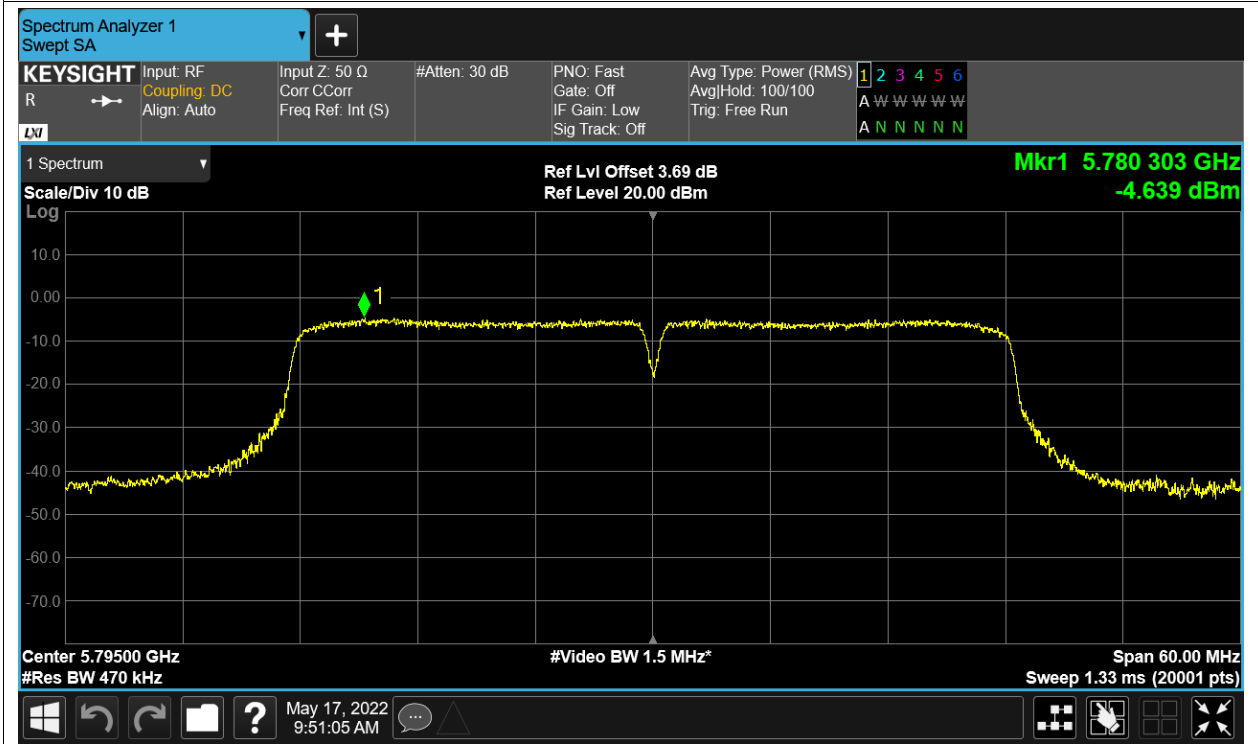 Spectrum Analyzer 1
Swept SA
+
KEYSIGHT
R
LXI
Input: RF
Coupling: DC
Align: Auto
Input Z: 50 Ω
Corr CCorr
Freq Ref: Int (S)
#Atten: 30 dB
PNO: Fast
Gate: Off
IF Gain: Low
Sig Track: Off
Avg Type: Power (RMS)
Avg|Hold: 100/100
Trig: Free Run
1 2 3 4 5 6
A W W W W W
A N N N N N
1 Spectrum
Scale/Div 10 dB
Log
Ref Lvl Offset 3.69 dB
Ref Level 20.00 dBm
Mkr1 5.780 303 GHz
-4.639 dBm
10.0
0.00
1
-10.0
-20.0
-30.0
-40.0
-50.0
-60.0
-70.0
Center 5.79500 GHz
#Res BW 470 kHz
#Video BW 1.5 MHz*
Span 60.00 MHz
Sweep 1.33 ms (20001 pts)
?
May 17, 2022
9:51:05 AM